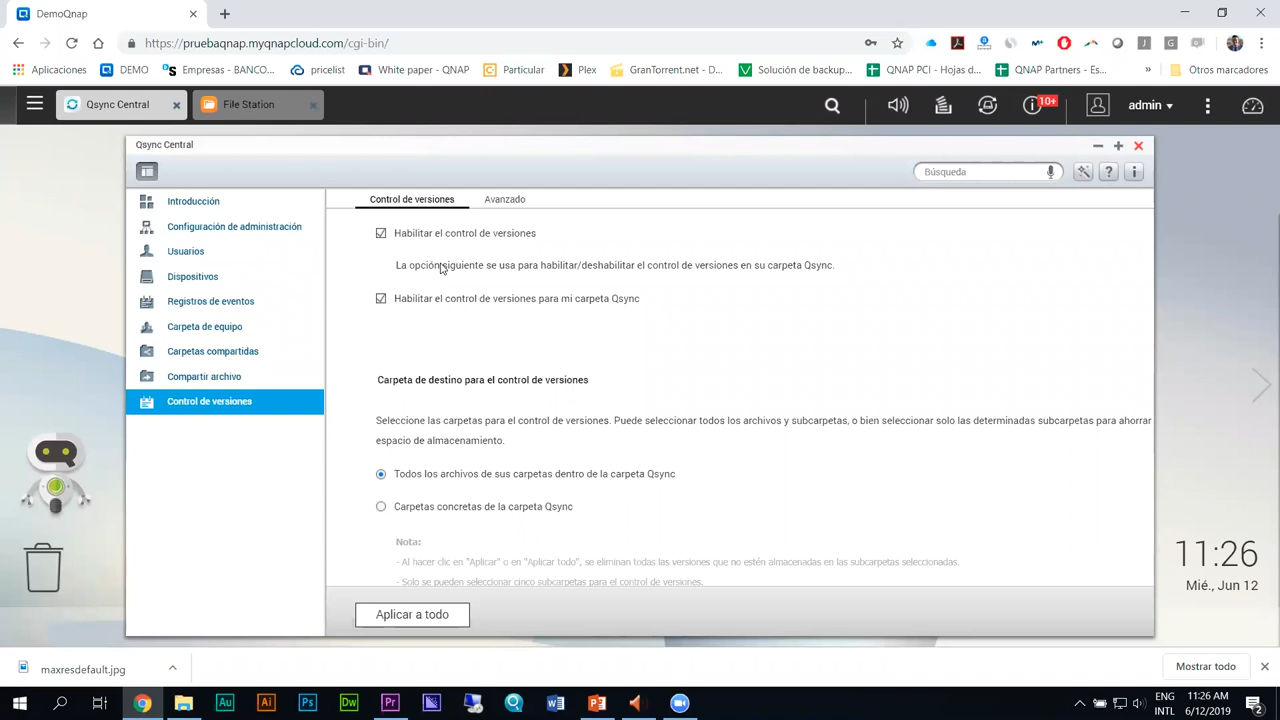 DemoQnap
https://pruebaqnap.myqnapcloud.com/cgi-bin/
Aplicaciones DEMO Empresas - BANCO... pricelist White paper - QNAP Particular Plex GranTorrent.net - D... Solución de backup... QNAP PCI - Hojas d... QNAP Partners - Es... » Otros marcadores
Qsync Central File Station 10+ admin
Qsync Central
Búsqueda
Introducción
Configuración de administración
Usuarios
Dispositivos
Registros de eventos
Carpeta de equipo
Carpetas compartidas
Compartir archivo
Control de versiones
Control de versiones Avanzado
Habilitar el control de versiones
La opción siguiente se usa para habilitar/deshabilitar el control de versiones en su carpeta Qsync.
Habilitar el control de versiones para mi carpeta Qsync
Carpeta de destino para el control de versiones
Seleccione las carpetas para el control de versiones. Puede seleccionar todos los archivos y subcarpetas, o bien seleccionar solo las determinadas subcarpetas para ahorrar
espacio de almacenamiento.
Todos los archivos de sus carpetas dentro de la carpeta Qsync
Carpetas concretas de la carpeta Qsync
Nota:
- Al hacer clic en "Aplicar" o en "Aplicar todo", se eliminan todas las versiones que no estén almacenadas en las subcarpetas seleccionadas.
- Solo se pueden seleccionar cinco subcarpetas para el control de versiones.
Aplicar a todo
11:26
Mié., Jun 12
maxresdefault.jpg
Mostrar todo
Au Ai Ps Dw Pr
ENG
INTL
11:26 AM
6/12/2019
2